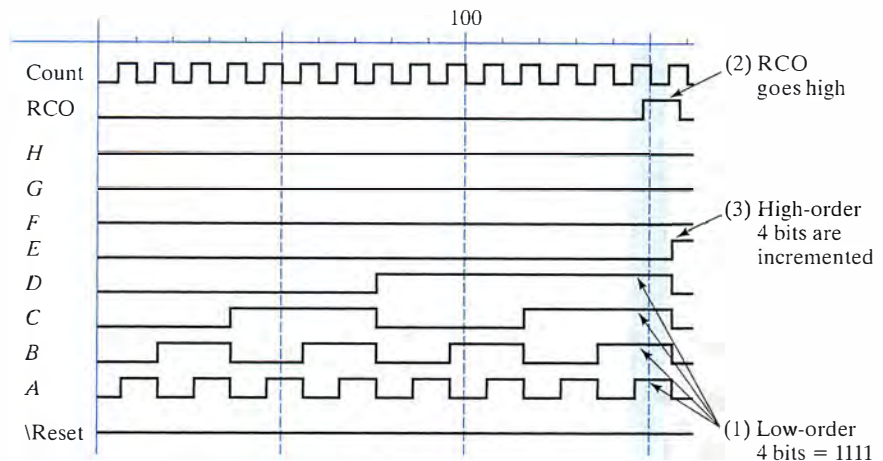 100
Count
(2) RCO
goes high
RCO
H
G
F
(3) High-order
4 bits are
incremented
E
D
C
B
A
\Reset
(1) Low-order
4 bits = 1111